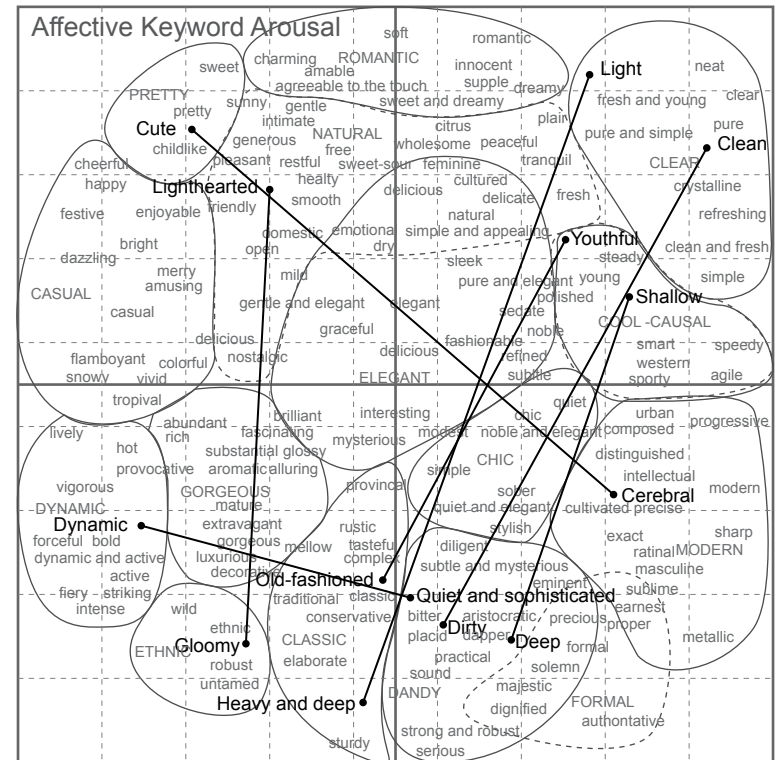 Affective Keyword Arousal
soft
romantic
charming
ROMANTIC
Light
sweet
amable
innocent
neat
agreeable to the touch
supple
dreamy
PRETTY
sunny
gentle
sweet and dreamy
fresh and young
clear
pretty
intimate
plain
Cute
generous
NATURAL
citrus
pure and simple
pure
childlike
free
wholesome
peaceful
Clean
cheerful
pleasant
restful
sweet-sour
feminine
tranquil
CLEAR
happy
Lighthearted
healty
delicious
cultured
crystalline
festive
enjoyable
friendly
smooth
delicate
fresh
natural
refreshing
domestic
emotional
simple and appealing
Youthful
bright
open
dry
clean and fresh
dazzling
sleek
steady
merry
mild
pure and elegant
young
simple
amusing
CASUAL
polished
Shallow
casual
gentle and elegant
elegant
sedate
COOL -CAUSAL
graceful
noble
delicious
fashionable
smart
speedy
flamboyant
colorful
nostalgic
delicious
refined
western
snowy
vivid
ELEGANT
subtle
sporty
agile
tropival
quiet
brilliant
interesting
chic
urban
progressive
lively
abundant
fascinating
modest
noble and elegant
composed
rich
mysterious
hot
substantial
glossy
distinguished
provocative
aromatic
alluring
simple
CHIC
intellectual
vigorous
GORGEOUS
provincal
sober
Cerebral
modern
DYNAMIC
mature
quiet and elegant
cultivated
precise
Dynamic
extravagant
rustic
stylish
exact
sharp
forceful
bold
gorgeous
mellow
tasteful
diligent
ratinal
MODERN
dynamic and active
luxurious
complex
subtle and mysterious
masculine
active
decorative
Old-fashioned
eminent
sublime
fiery
striking
traditional
classic
Quiet and sophisticated
earnest
intense
wild
conservative
bitter
aristocratic
precious
proper
ethnic
placid
Dirty
dapper
Deep
metallic
ETHNIC
Gloomy
CLASSIC
formal
robust
elaborate
practical
solemn
untamed
sound
majestic
Heavy and deep
DANDY
dignified
FORMAL
authontative
sturdy
strong and robust
serious